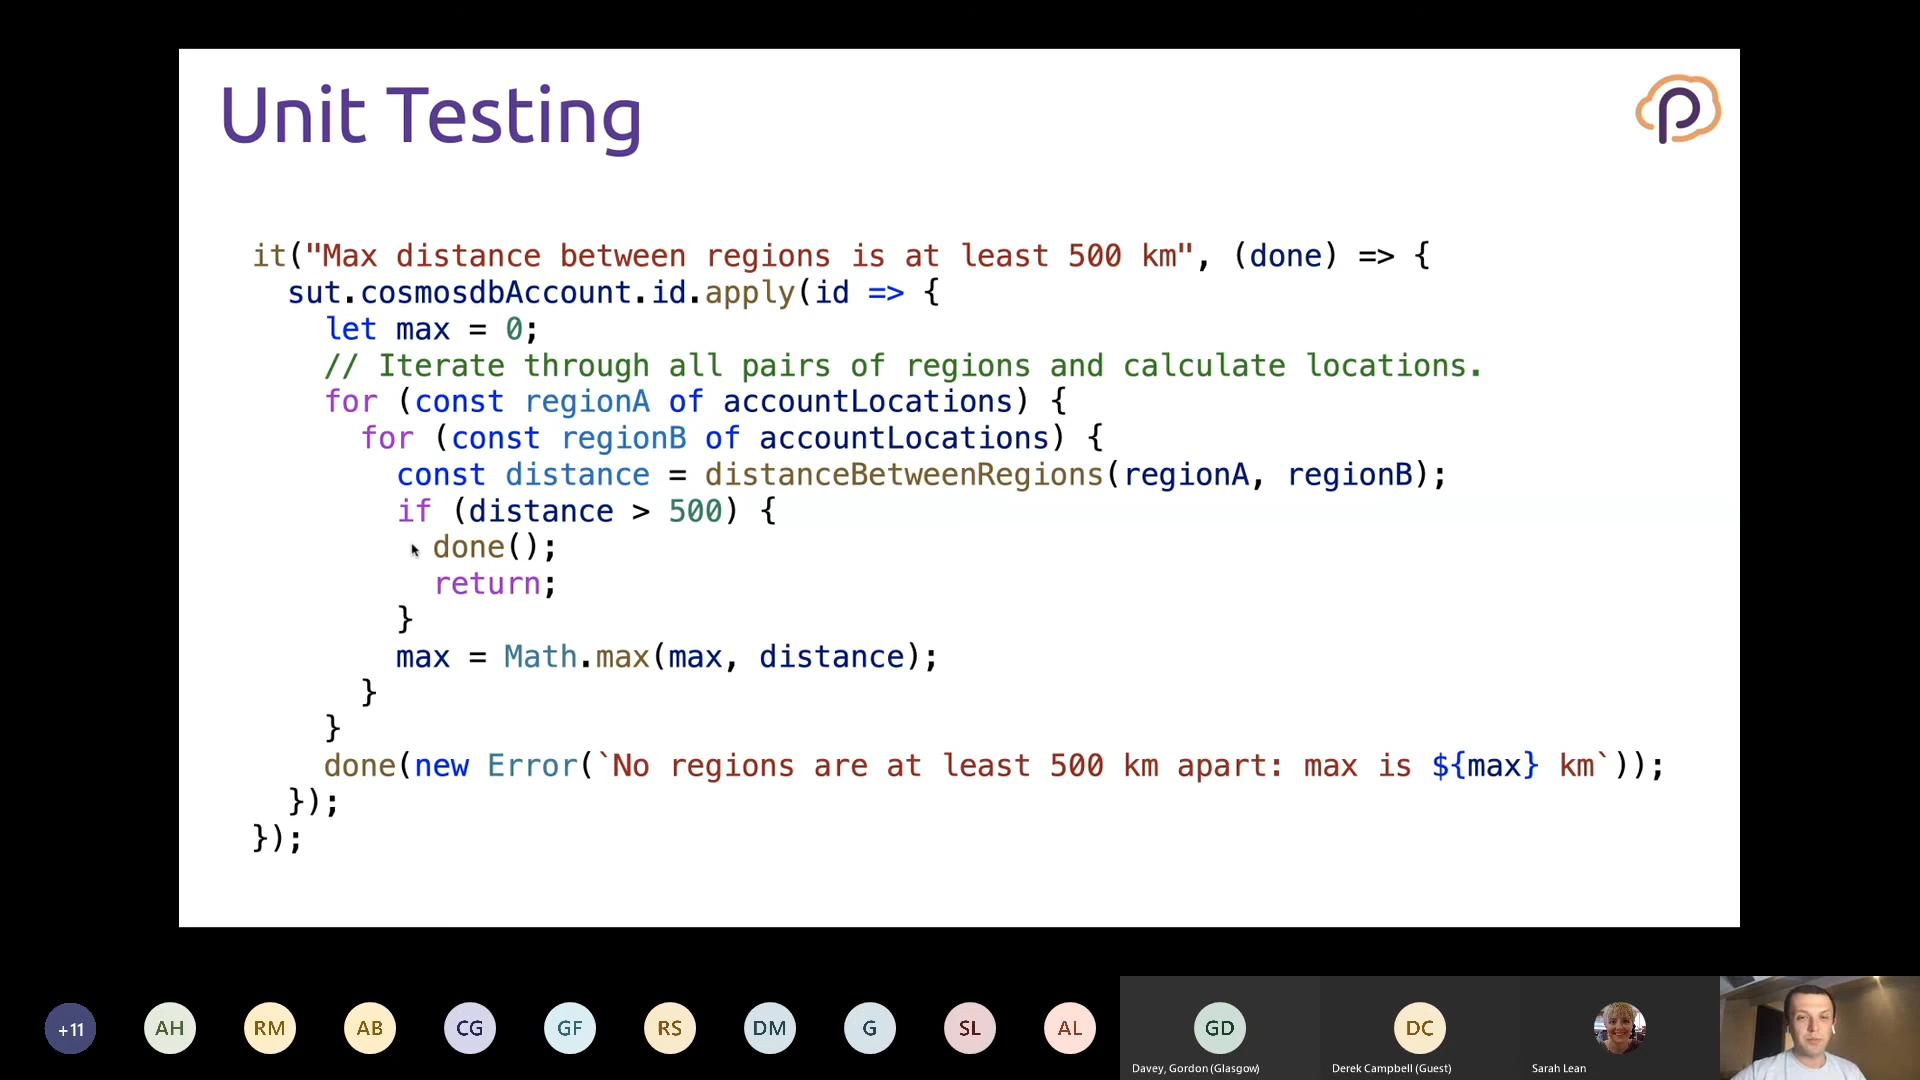 Unit Testing
it("Max distance between regions is at least 500 km", (done) => {
sut.cosmosdbAccount.id.apply(id => {
let max = 0;
// Iterate through all pairs of regions and calculate locations.
for (const regionA of accountLocations) {
for (const regionB of accountLocations) {
const distance = distanceBetweenRegions(regionA, regionB);
if (distance > 500) {
done();
return;
}
max = Math.max(max, distance);
}
}
done(new Error(`No regions are at least 500 km apart: max is ${max} km`));
});
});
+11 AH RM AB CG GF RS DM G SL AL GD DC
Davey, Gordon (Glasgow) Derek Campbell (Guest) Sarah Lean